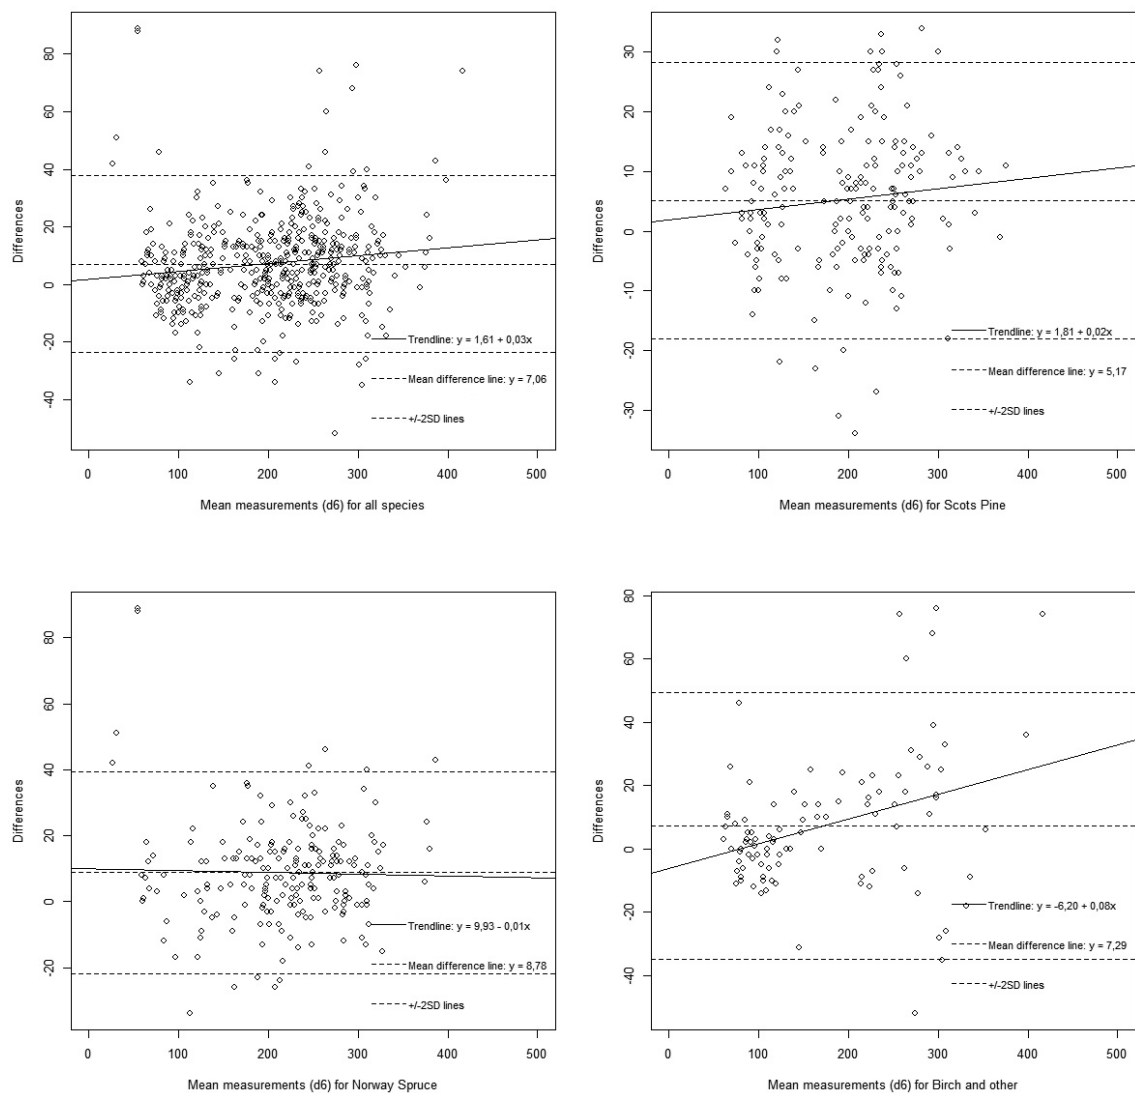 Differences
80
60
40
20
0
-20
-40
Trendline: y = 1,61 + 0,03x
Mean difference line: y = 7,06
+/-2SD lines
0 100 200 300 400 500
Mean measurements (d6) for all species
Differences
30
20
10
0
-10
-20
-30
Trendline: y = 1,81 + 0,02x
Mean difference line: y = 5,17
+/-2SD lines
0 100 200 300 400 500
Mean measurements (d6) for Scots Pine
Differences
80
60
40
20
0
-20
Trendline: y = 9,93 - 0,01x
Mean difference line: y = 8,78
+/-2SD lines
0 100 200 300 400 500
Mean measurements (d6) for Norway Spruce
Differences
80
60
40
20
0
-20
-40
Trendline: y = -6,20 + 0,08x
Mean difference line: y = 7,29
+/-2SD lines
0 100 200 300 400 500
Mean measurements (d6) for Birch and other